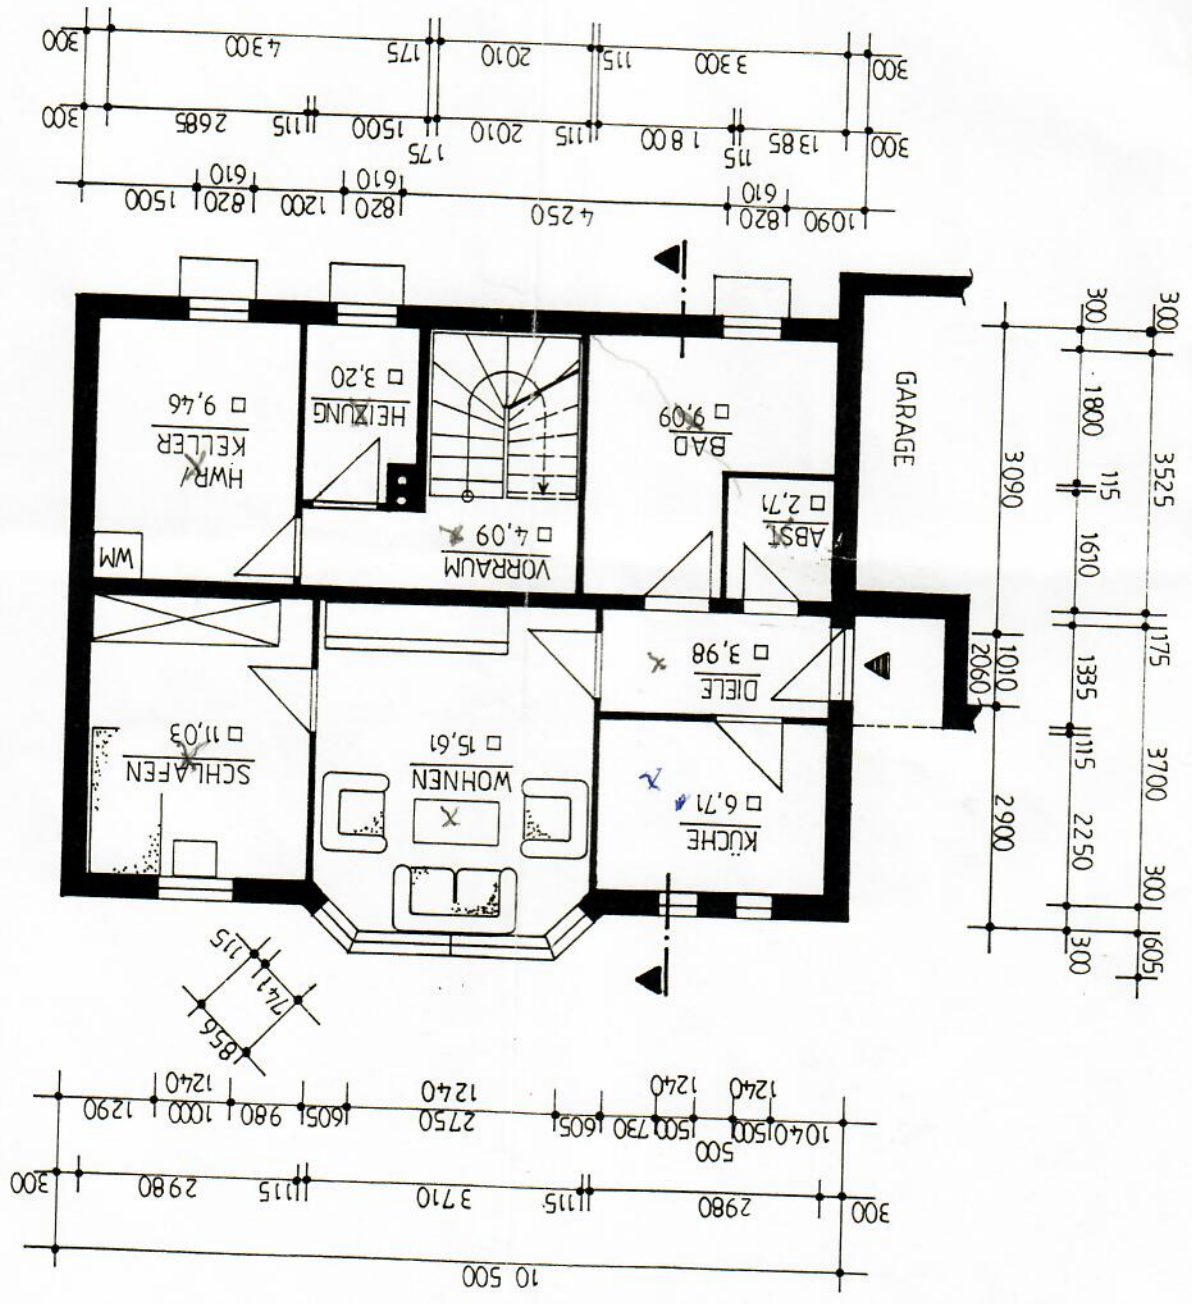 10 500
300 2980 115 3710 115 2980 300
1040 500 500 500 730 605 2750 605 980 1000 1290
1240 1240 1240 1240
856 741 115
605 300 3700 175 3525 300
300 2250 115 1335 1610 115 1800 300
2900 1010 3090
2060
KÜCHE
6,71
WOHNEN
15,61
SCHLAFEN
11,03
DIELE
3,98
GARAGE
ABST.
2,71
BAD
9,09
VORRAUM
4,09
HEIZUNG
3,20
WM
HWR/
KELLER
9,46
1090 820 4250 820 1200 820 1500
610 610 610
300 1385 115 1800 115 2010 175 1500 115 2685 300
300 3300 115 2010 175 4300 300